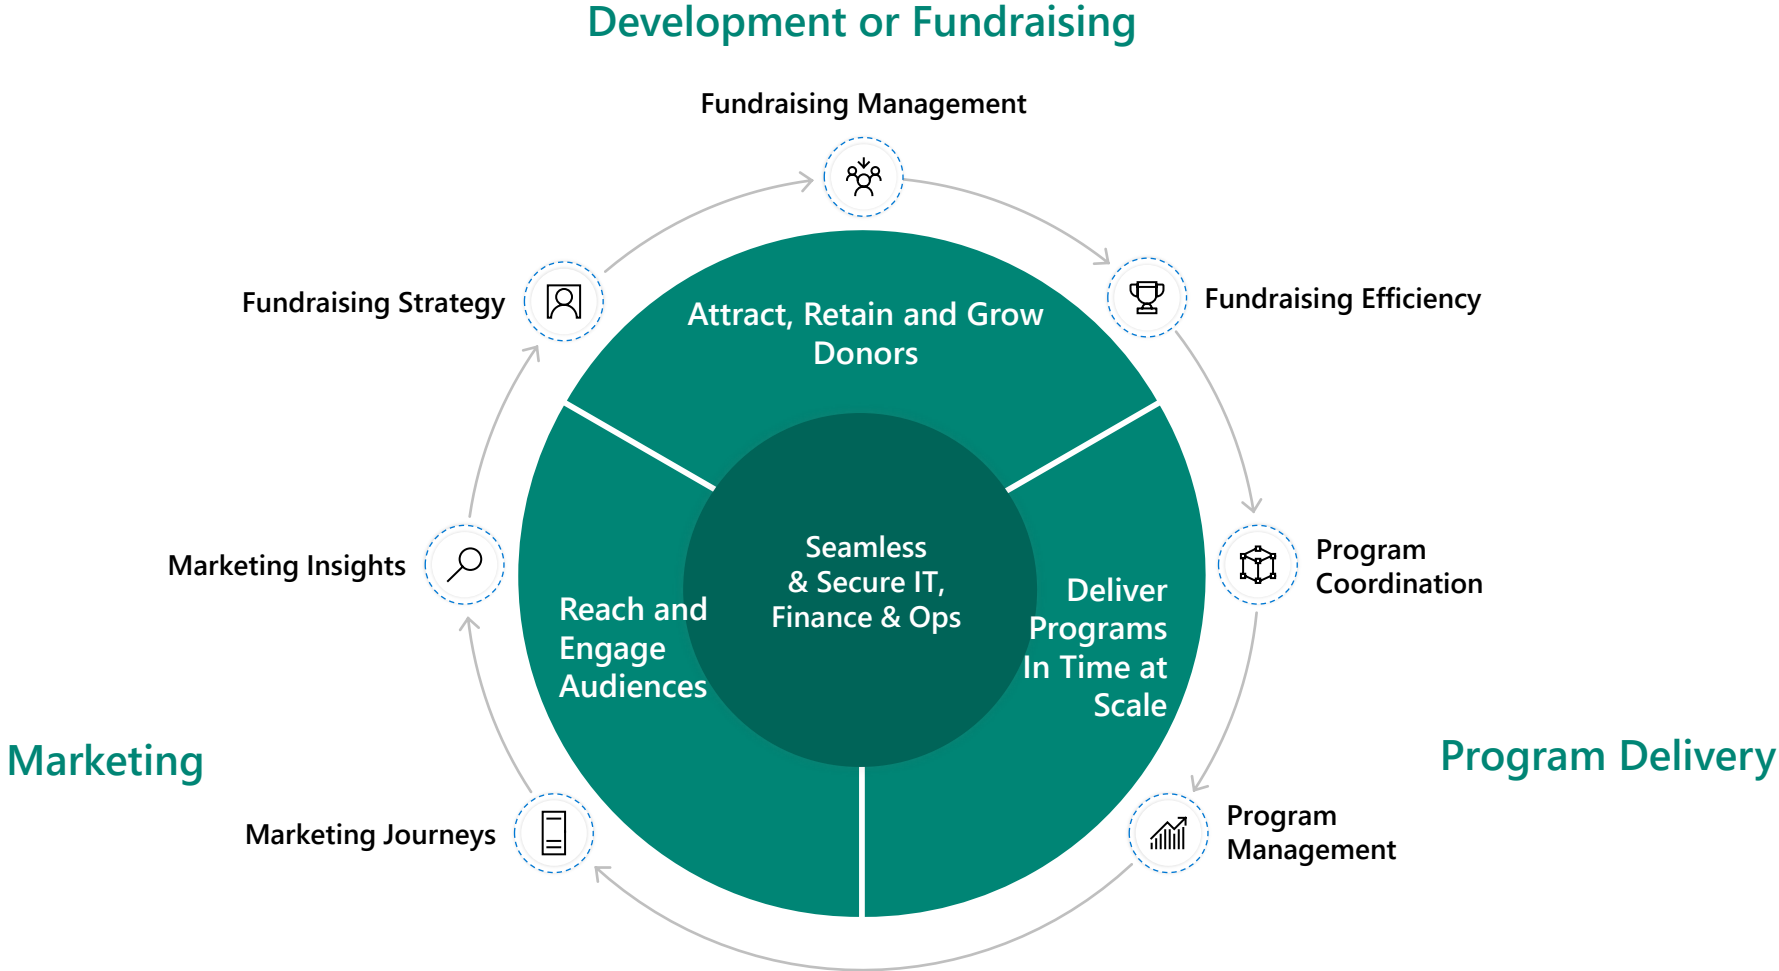 Development or Fundraising
Fundraising Management
Fundraising Strategy
Fundraising Efficiency
Attract, Retain and Grow
Donors
Marketing Insights
Program
Coordination
Seamless
& Secure IT,
Finance & Ops
Reach and
Engage
Audiences
Deliver
Programs
In Time at
Scale
Marketing
Program Delivery
Marketing Journeys
Program
Management